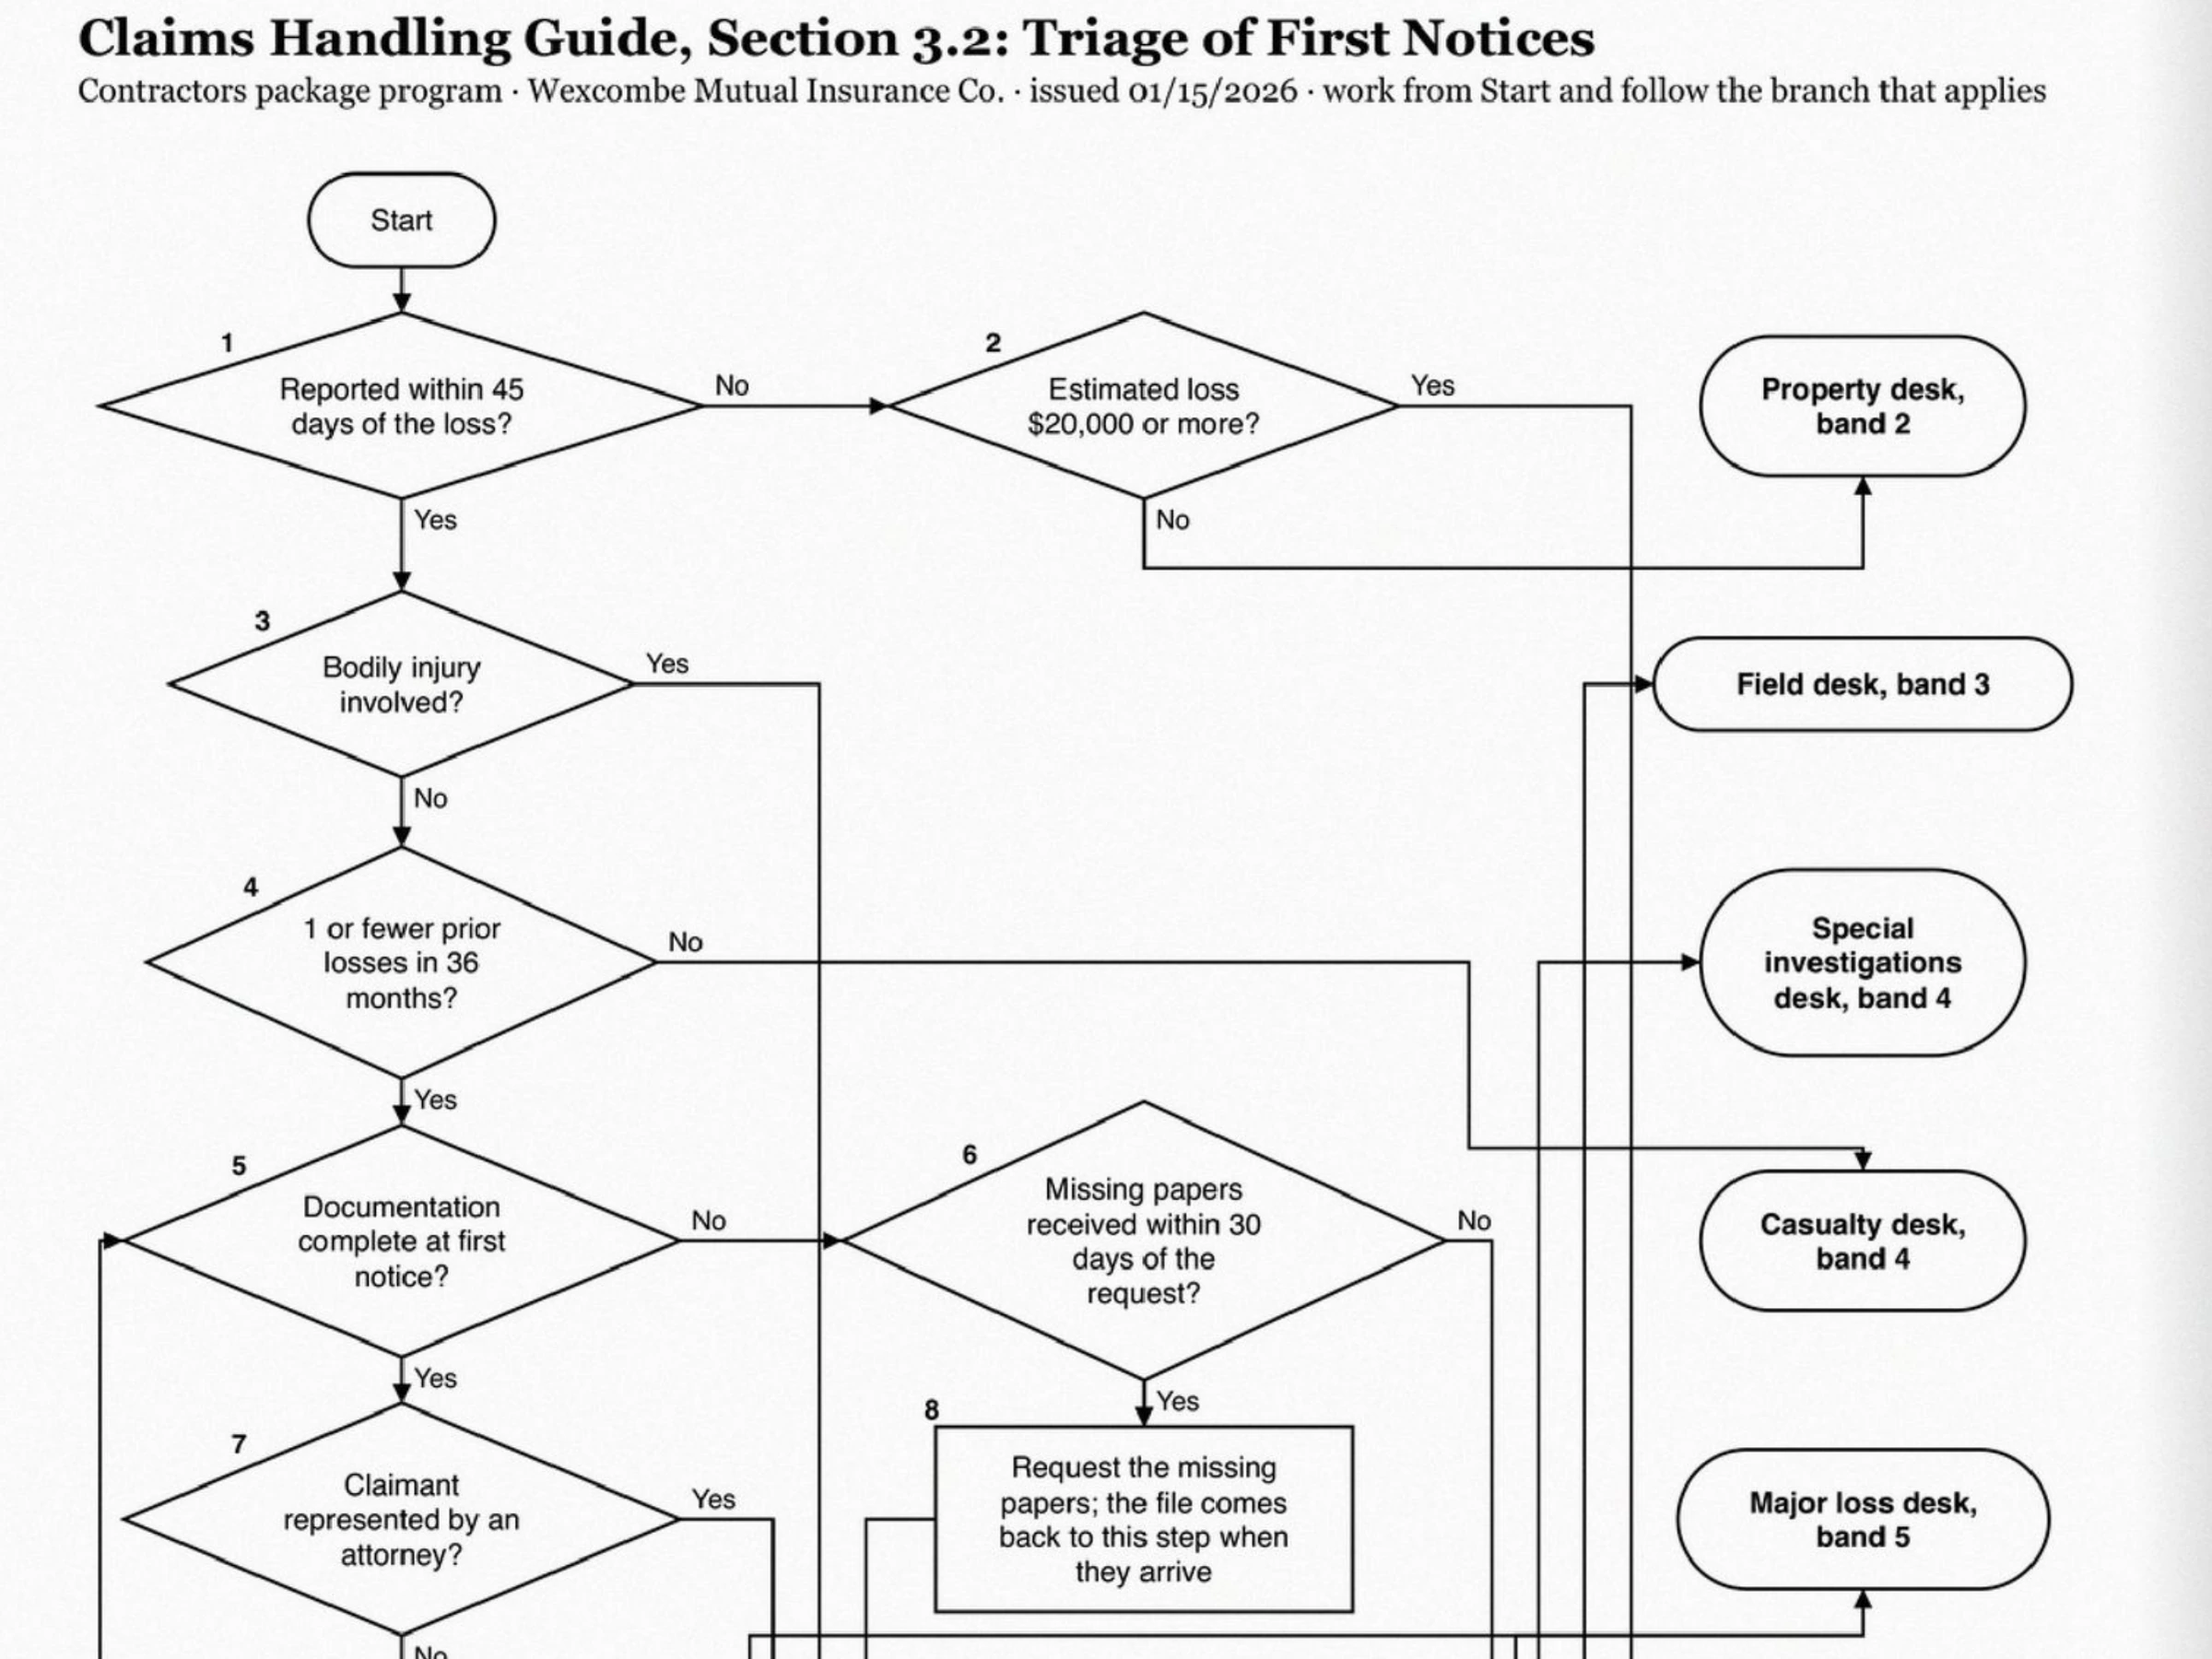 Claims Handling Guide, Section 3.2: Triage of First Notices
Contractors package program · Wexcombe Mutual Insurance Co. · issued 01/15/2026 · work from Start and follow the branch that applies
Start
1
Reported within 45
days of the loss?
No
Yes
2
Estimated loss
$20,000 or more?
Yes
No
Property desk,
band 2
3
Bodily injury
involved?
Yes
No
Field desk, band 3
4
1 or fewer prior
losses in 36
months?
No
Yes
Special
investigations
desk, band 4
5
Documentation
complete at first
notice?
No
Yes
6
Missing papers
received within 30
days of the
request?
No
Yes
Casualty desk,
band 4
7
Claimant
represented by an
attorney?
Yes
No
8
Request the missing
papers; the file comes
back to this step when
they arrive
Major loss desk,
band 5